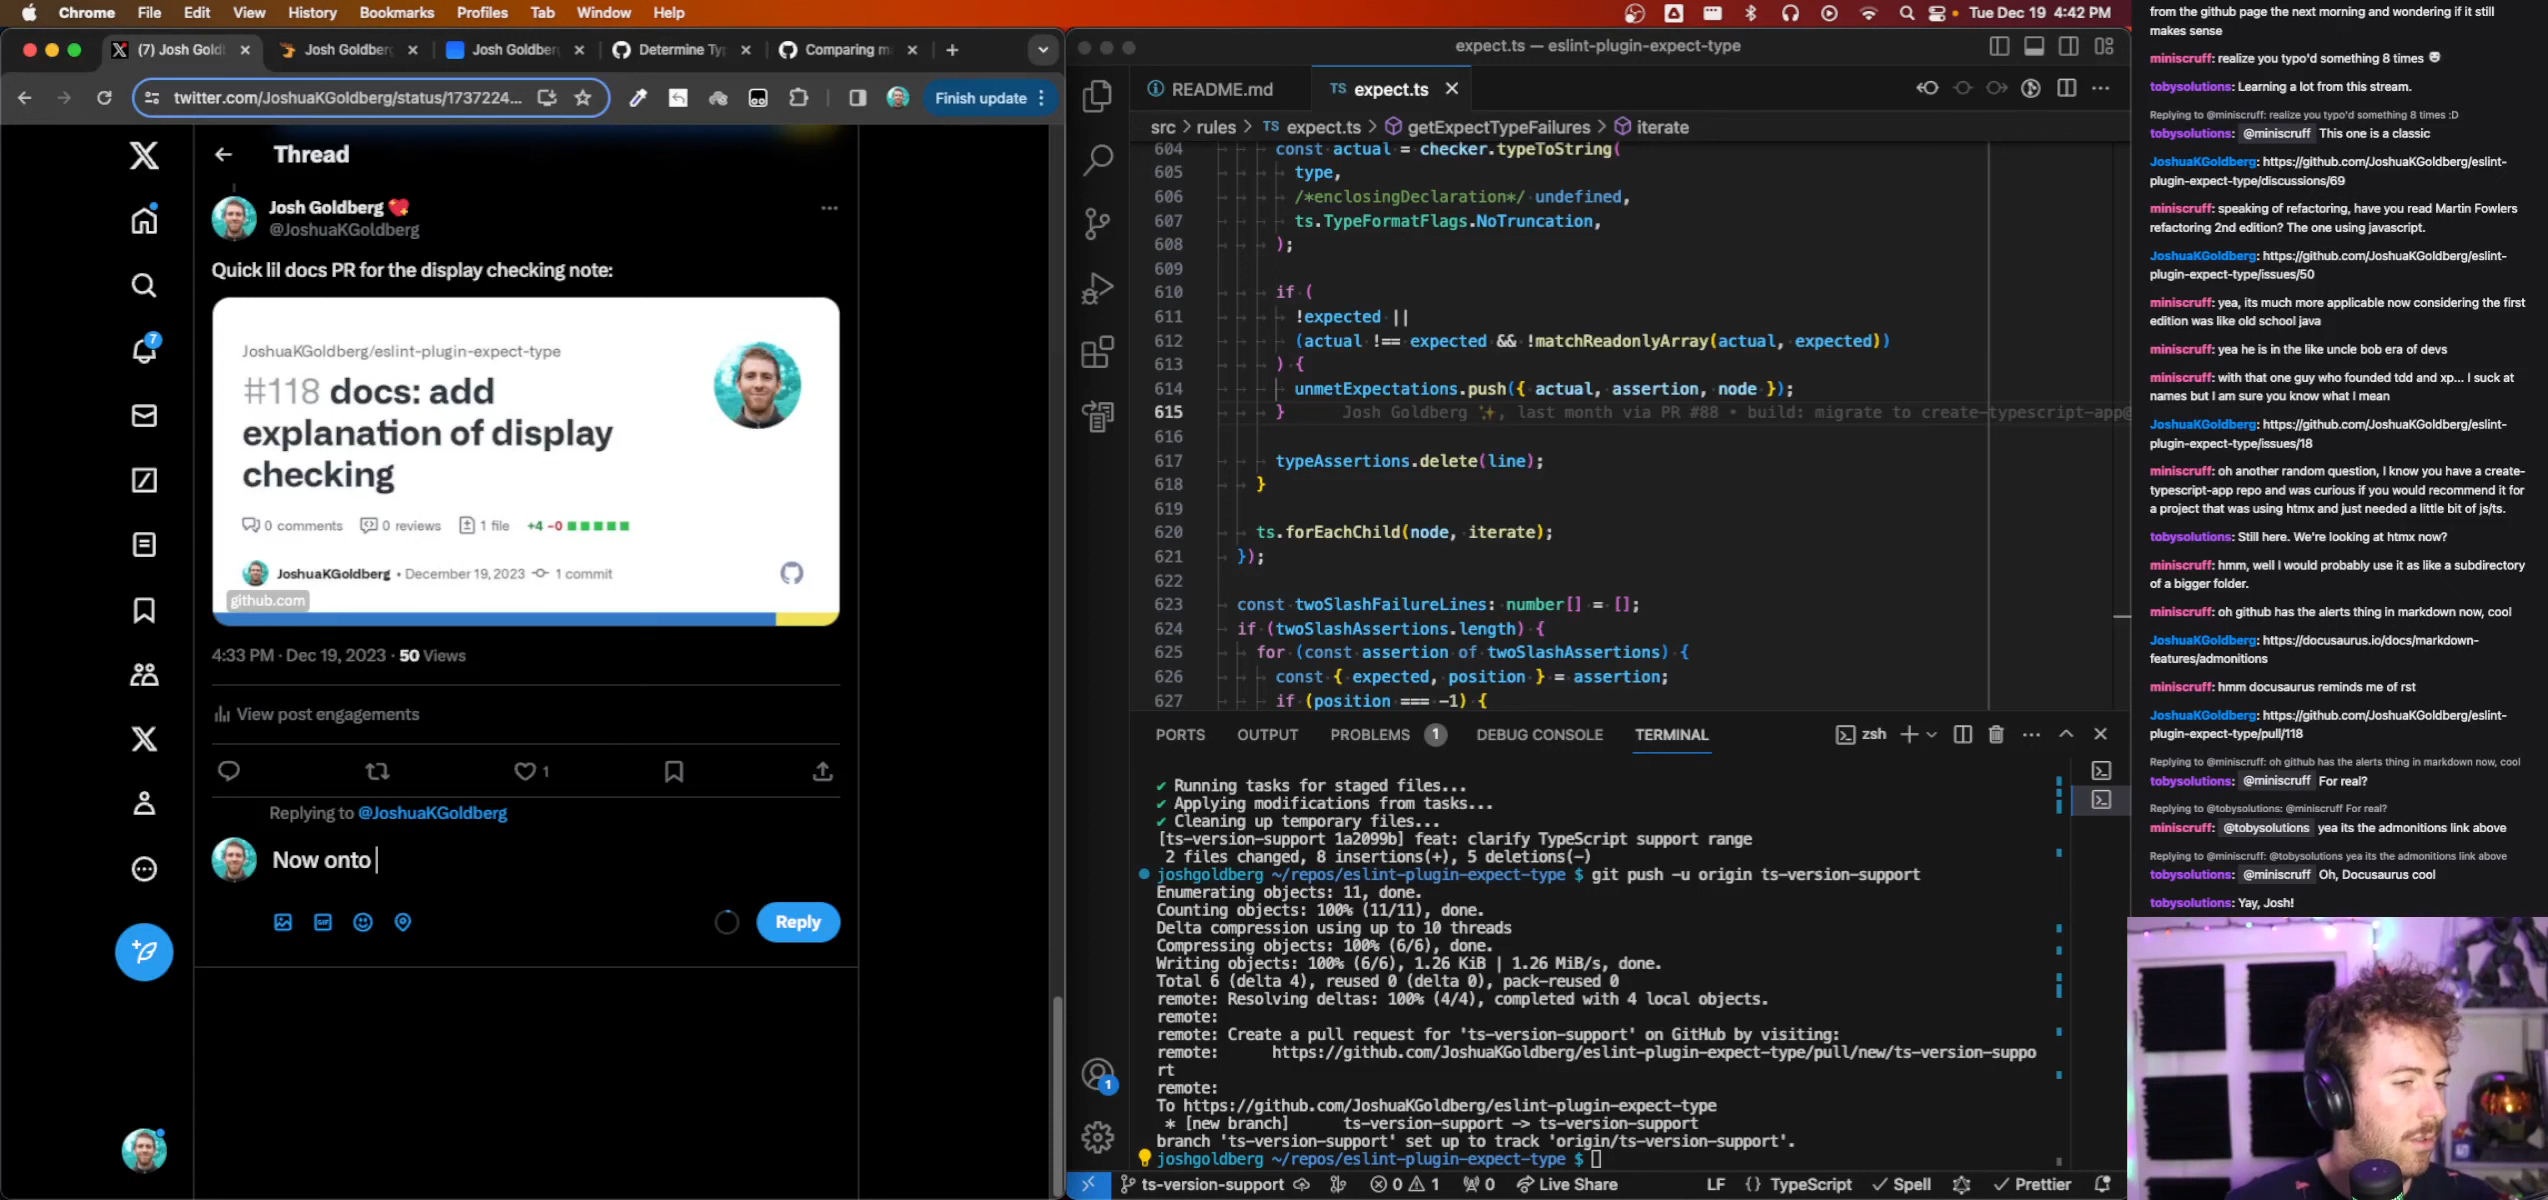 Chrome File Edit View History Bookmarks Profiles Tab Window Help
Tue Dec 19 4:42 PM
(7) Josh Gold
Josh Goldber
Josh Goldber
Determine Ty
Comparing m
twitter.com/JoshuaKGoldberg/status/1737224...
Finish update
Thread
Josh Goldberg 💖
@JoshuaKGoldberg
Quick lil docs PR for the display checking note:
JoshuaKGoldberg/eslint-plugin-expect-type
#118 docs: add
explanation of display
checking
0 comments 0 reviews 1 file +4 -0
JoshuaKGoldberg • December 19, 2023 1 commit
github.com
4:33 PM · Dec 19, 2023 · 50 Views
View post engagements
1
Replying to @JoshuaKGoldberg
Now onto
Reply
7
expect.ts — eslint-plugin-expect-type
README.md
TS expect.ts
src > rules > TS expect.ts > getExpectTypeFailures > iterate
604 const actual = checker.typeToString(
605 type,
606 /*enclosingDeclaration*/ undefined,
607 ts.TypeFormatFlags.NoTruncation,
608 );
609
610 if (
611 !expected ||
612 (actual !== expected && !matchReadonlyArray(actual, expected))
613 ) {
614 unmetExpectations.push({ actual, assertion, node });
615 } Josh Goldberg ✨, last month via PR #88 • build: migrate to create-typescript-app@
616
617 typeAssertions.delete(line);
618 }
619
620 ts.forEachChild(node, iterate);
621 });
622
623 const twoSlashFailureLines: number[] = [];
624 if (twoSlashAssertions.length) {
625 for (const assertion of twoSlashAssertions) {
626 const { expected, position } = assertion;
627 if (position === -1) {
PORTS OUTPUT PROBLEMS 1 DEBUG CONSOLE TERMINAL
zsh
✔ Running tasks for staged files...
✔ Applying modifications from tasks...
✔ Cleaning up temporary files...
[ts-version-support 1a2099b] feat: clarify TypeScript support range
2 files changed, 8 insertions(+), 5 deletions(-)
joshgoldberg ~/repos/eslint-plugin-expect-type $ git push -u origin ts-version-support
Enumerating objects: 11, done.
Counting objects: 100% (11/11), done.
Delta compression using up to 10 threads
Compressing objects: 100% (6/6), done.
Writing objects: 100% (6/6), 1.26 KiB | 1.26 MiB/s, done.
Total 6 (delta 4), reused 0 (delta 0), pack-reused 0
remote: Resolving deltas: 100% (4/4), completed with 4 local objects.
remote:
remote: Create a pull request for 'ts-version-support' on GitHub by visiting:
remote: https://github.com/JoshuaKGoldberg/eslint-plugin-expect-type/pull/new/ts-version-suppo
rt
remote:
To https://github.com/JoshuaKGoldberg/eslint-plugin-expect-type
* [new branch] ts-version-support -> ts-version-support
branch 'ts-version-support' set up to track 'origin/ts-version-support'.
joshgoldberg ~/repos/eslint-plugin-expect-type $
1
ts-version-support 0 1 0 Live Share LF {} TypeScript Spell Prettier
from the github page the next morning and wondering if it still
makes sense
miniscruff: realize you typo'd something 8 times
tobysolutions: Learning a lot from this stream.
Replying to @miniscruff: realize you typo'd something 8 times :D
tobysolutions: @miniscruff This one is a classic
JoshuaKGoldberg: https://github.com/JoshuaKGoldberg/eslint-
plugin-expect-type/discussions/69
miniscruff: speaking of refactoring, have you read Martin Fowlers
refactoring 2nd edition? The one using javascript.
JoshuaKGoldberg: https://github.com/JoshuaKGoldberg/eslint-
plugin-expect-type/issues/50
miniscruff: yea, its much more applicable now considering the first
edition was like old school java
miniscruff: yea he is in the like uncle bob era of devs
miniscruff: with that one guy who founded tdd and xp... I suck at
names but I am sure you know what I mean
JoshuaKGoldberg: https://github.com/JoshuaKGoldberg/eslint-
plugin-expect-type/issues/18
miniscruff: oh another random question, I know you have a create-
typescript-app repo and was curious if you would recommend it for
a project that was using htmx and just needed a little bit of js/ts.
tobysolutions: Still here. We're looking at htmx now?
miniscruff: hmm, well I would probably use it as like a subdirectory
of a bigger folder.
miniscruff: oh github has the alerts thing in markdown now, cool
JoshuaKGoldberg: https://docusaurus.io/docs/markdown-
features/admonitions
miniscruff: hmm docusaurus reminds me of rst
JoshuaKGoldberg: https://github.com/JoshuaKGoldberg/eslint-
plugin-expect-type/pull/118
Replying to @miniscruff: oh github has the alerts thing in markdown now, cool
tobysolutions: @miniscruff For real?
Replying to @tobysolutions: @miniscruff For real?
miniscruff: @tobysolutions yea its the admonitions link above
Replying to @miniscruff: @tobysolutions yea its the admonitions link above
tobysolutions: @miniscruff Oh, Docusaurus cool
tobysolutions: Yay, Josh!